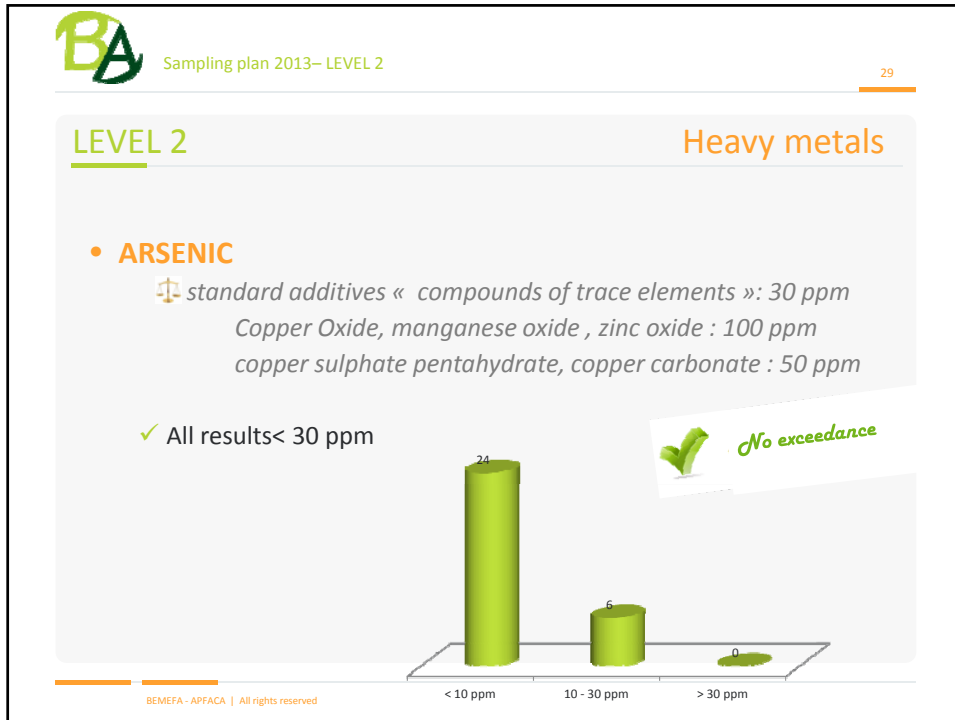 BA
Sampling plan 2013– LEVEL 2
29
LEVEL 2
Heavy metals
• ARSENIC
standard additives «  compounds of trace elements »: 30 ppm
Copper Oxide, manganese oxide , zinc oxide : 100 ppm
copper sulphate pentahydrate, copper carbonate : 50 ppm
✓ All results< 30 ppm
No exceedance
24
6
0
< 10 ppm
10 - 30 ppm
> 30 ppm
BEMEFA - APFACA | All rights reserved